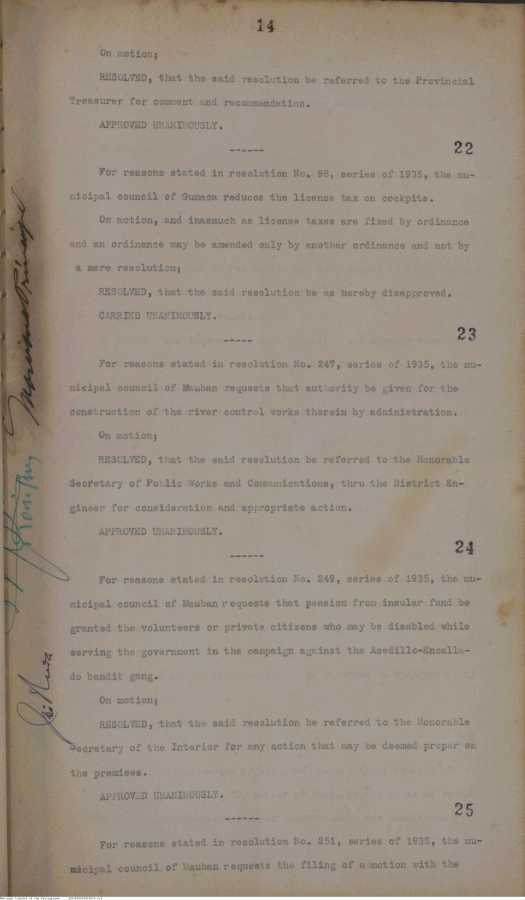 14
On motion;
RESOLVED, that the said resolution be referred to the Provincial
Treasurer for comment and recommendation.
APPROVED UNANIMOUSLY.
------
22
For reasons stated in resolution No. 98, series of 1935, the mu-
nicipal council of Gumaca reduces the license tax on cockpits.
On motion, and inasmuch as license taxes are fixed by ordinance
and an ordinance may be amended only by another ordinance and not by
a mere resolution;
RESOLVED, that the said resolution be as hereby disapproved.
CARRIED UNANIMOUSLY.
-----
23
For reasons stated in resolution No. 247, series of 1935, the mu-
nicipal council of Mauban requests that authority be given for the
construction of the river control works therein by administration.
On motion;
RESOLVED, that the said resolution be referred to the Honorable
Secretary of Public Works and Communications, thru the District En-
gineer for consideration and appropriate action.
APPROVED UNANIMOUSLY.
------
24
For reasons stated in resolution No. 249, series of 1935, the mu-
nicipal council of Mauban requests that pension from insular fund be
granted the volunteers or private citizens who may be disabled while
serving the government in the campaign against the Asedillo-Encalla-
do bandit gang.
On motion;
RESOLVED, that the said resolution be referred to the Honorable
Secretary of the Interior for any action that may be deemed proper on
the premises.
APPROVED UNANIMOUSLY.
------
25
For reasons stated in resolution No. 251, series of 1935, the mu-
nicipal council of Mauban requests the filing of a motion with the